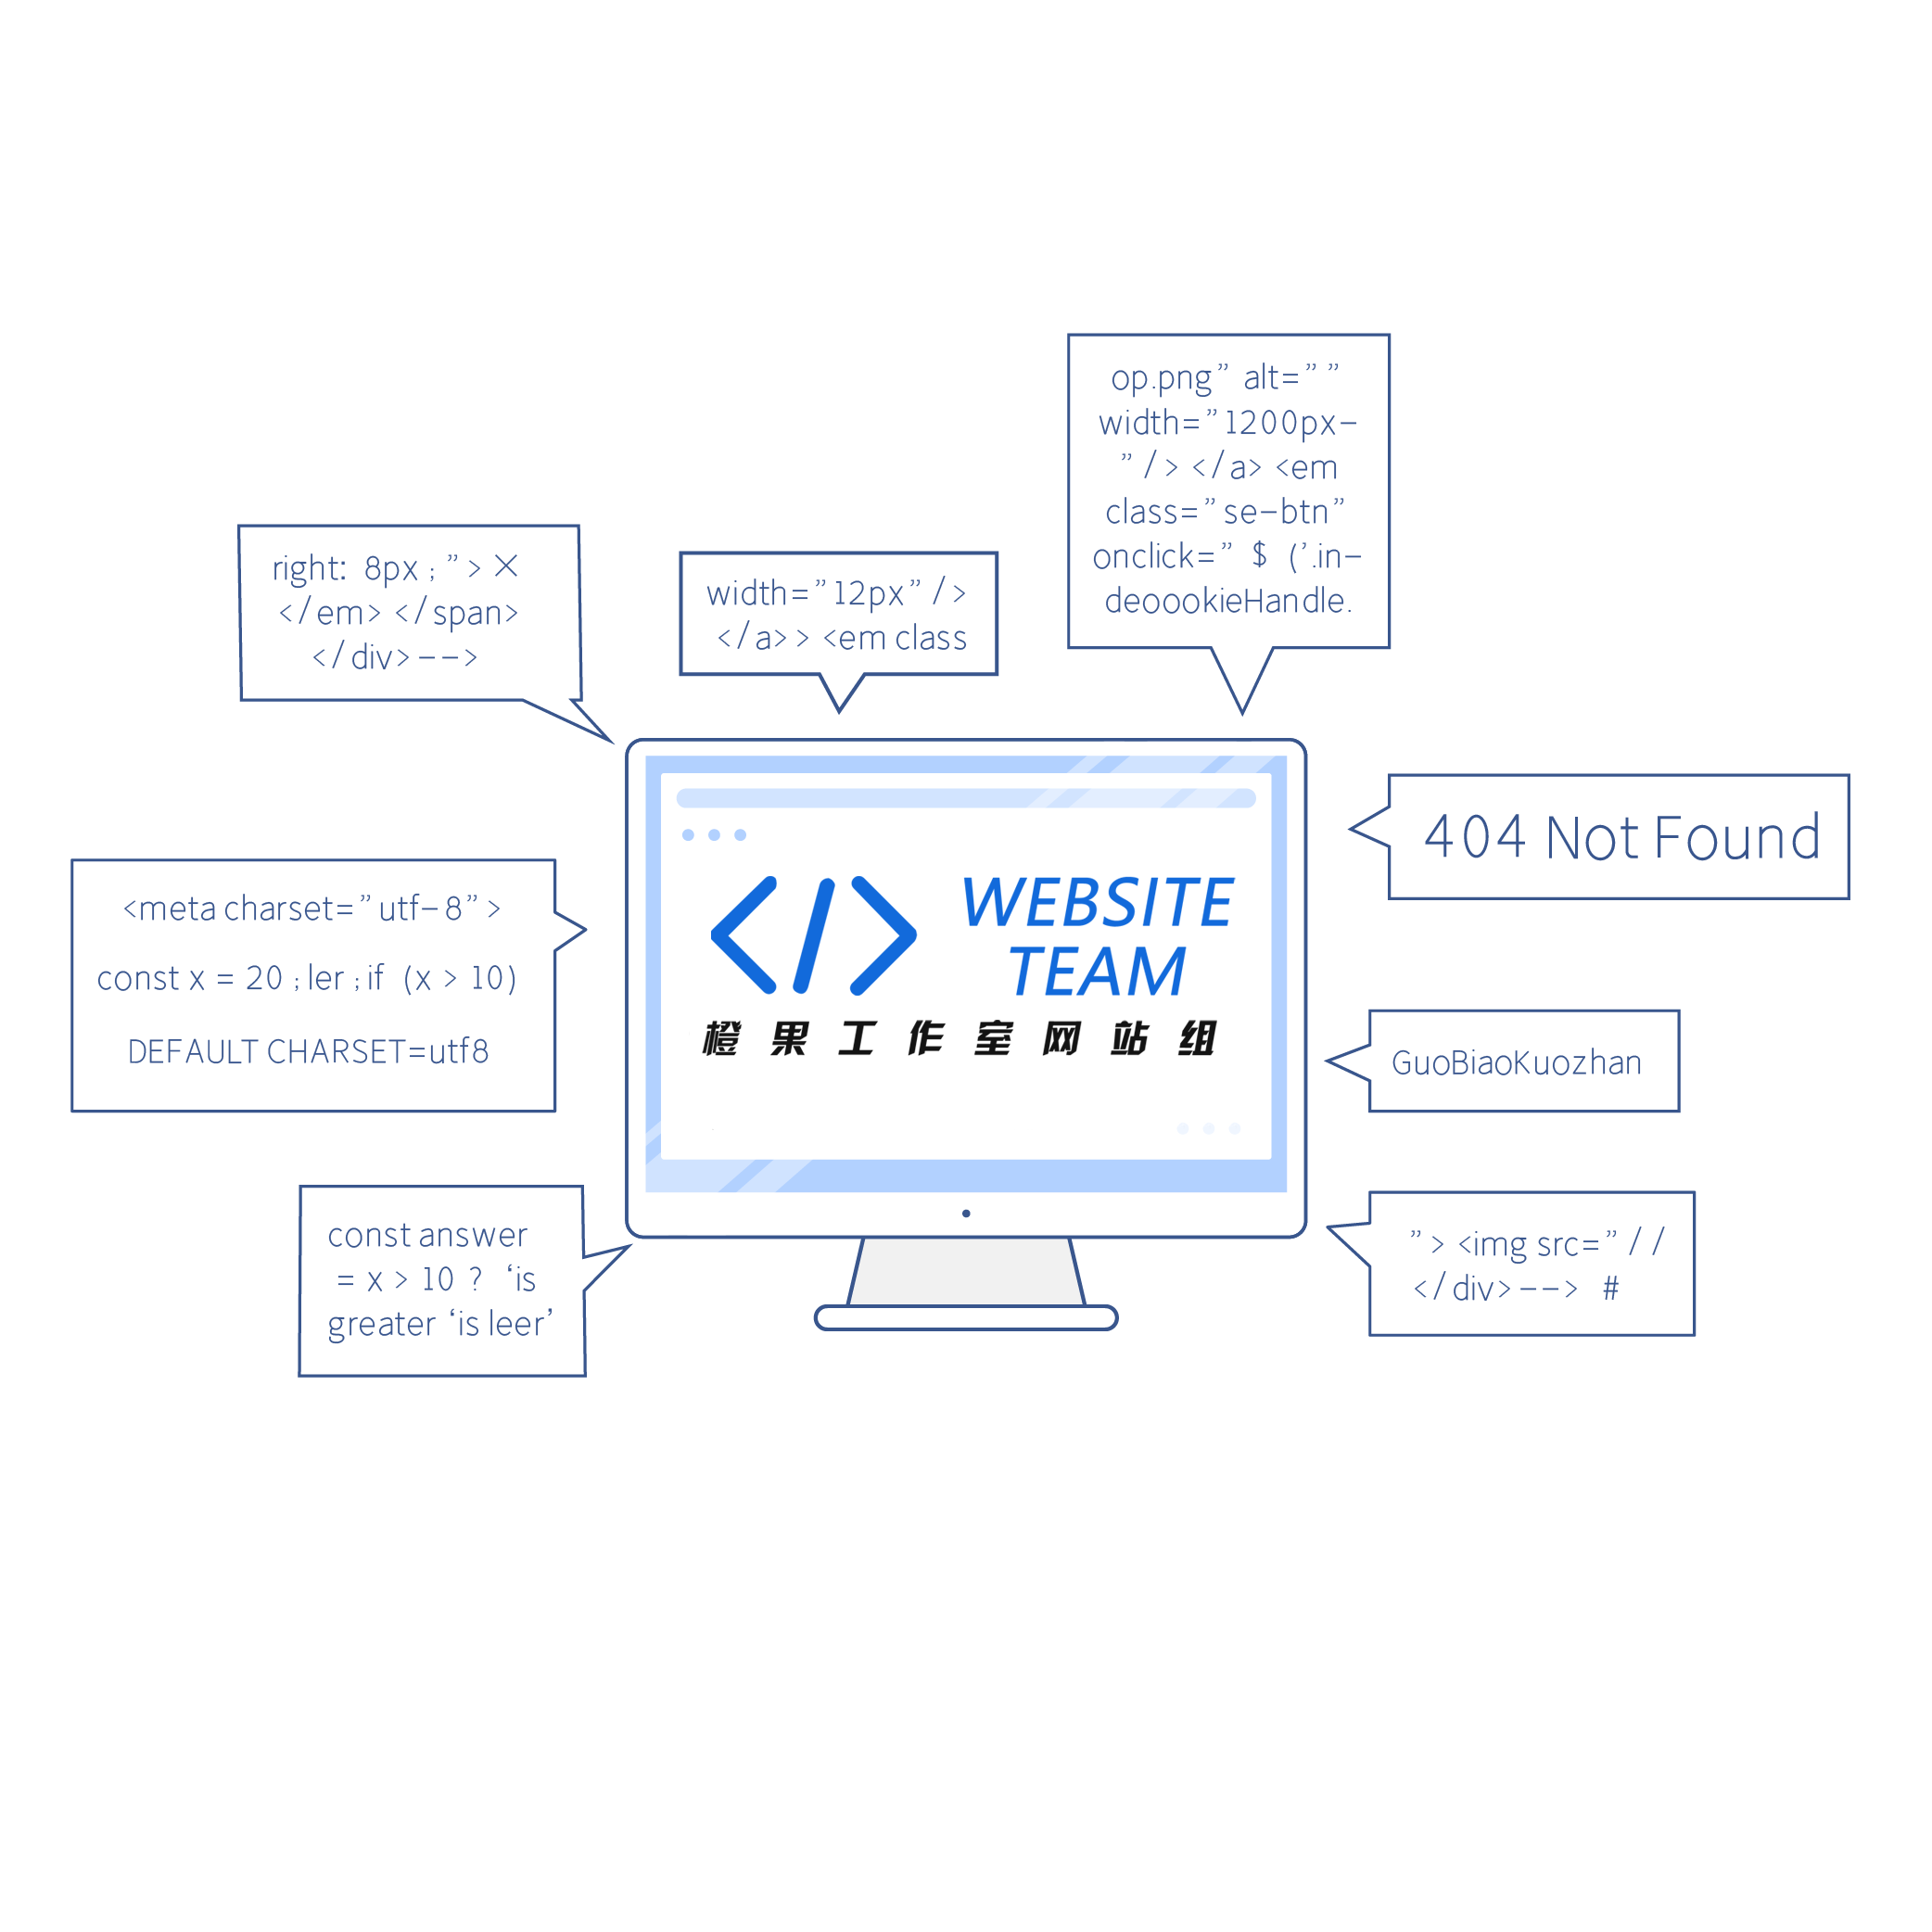 op.png” alt=” ”
width=”1200px-
” / > </a> <em
class=” se-btn”
onclick=” $ (’.in-
deoookieHandle.
right: 8px ; ” > ×
</em> </span>
</div>-->
width=”12px” / >
</a> > <em class
404 Not Found
<meta charset=” utf-8” >
const x = 20 ; ler ; if (x > 10)
DEFAULT CHARSET=utf8
</>
WEBSITE
TEAM
橙果工作室网站组
GuoBiaoKuozhan
const answer
= x > 10 ? ‘is
greater ‘is leer’
” > <img src=” / /
</div>--> #